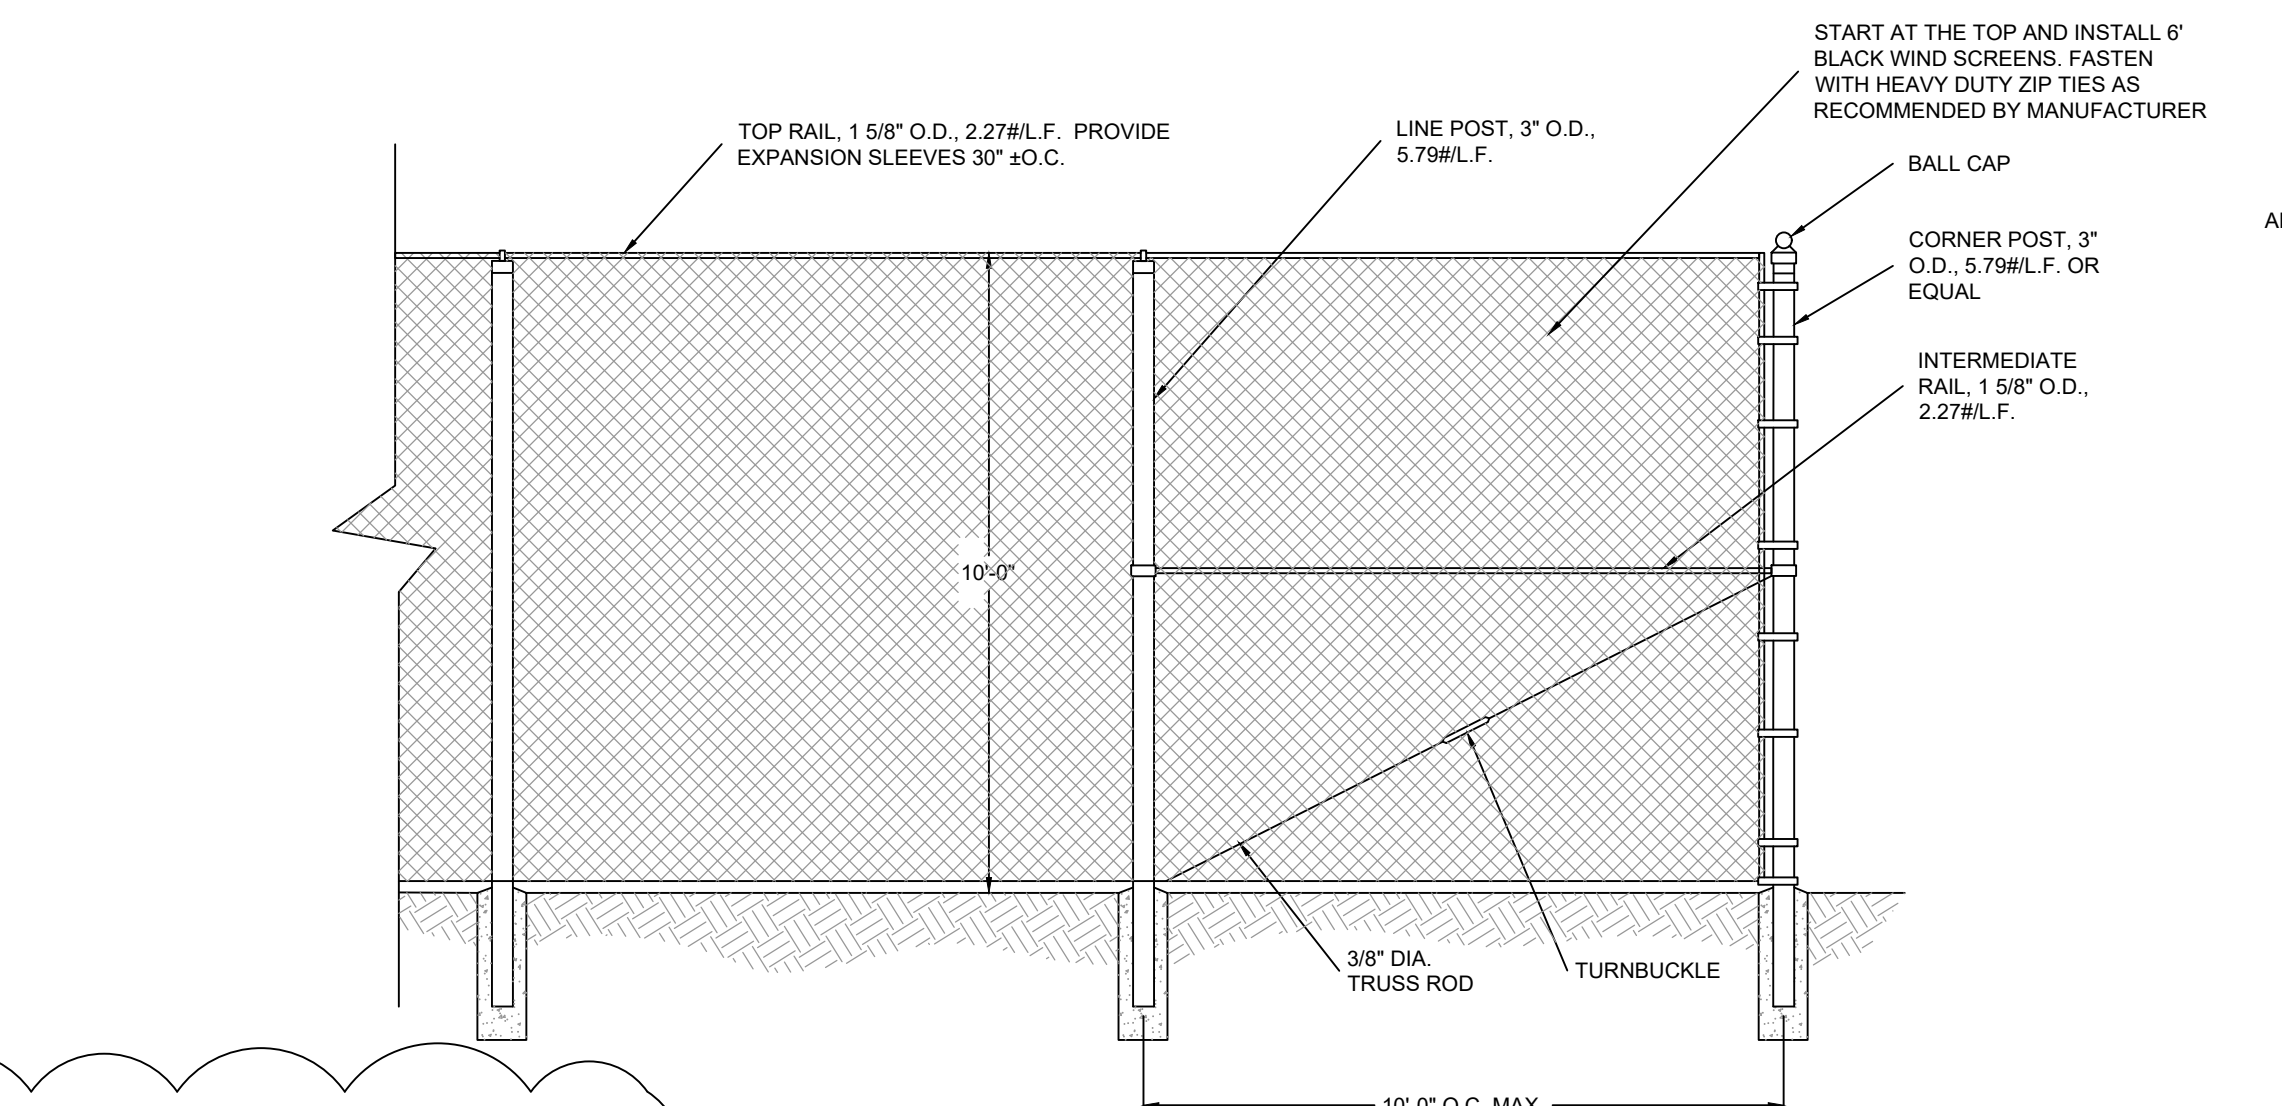 START AT THE TOP AND INSTALL 6'
BLACK WIND SCREENS. FASTEN
WITH HEAVY DUTY ZIP TIES AS
RECOMMENDED BY MANUFACTURER
TOP RAIL, 1 5/8" O.D., 2.27#/L.F. PROVIDE
EXPANSION SLEEVES 30" ±O.C.
LINE POST, 3" O.D.,
5.79#/L.F.
BALL CAP
CORNER POST, 3"
O.D., 5.79#/L.F. OR
EQUAL
INTERMEDIATE
RAIL, 1 5/8" O.D.,
2.27#/L.F.
10'-0"
3/8" DIA.
TRUSS ROD
TURNBUCKLE
10'-0" O.C. MAX